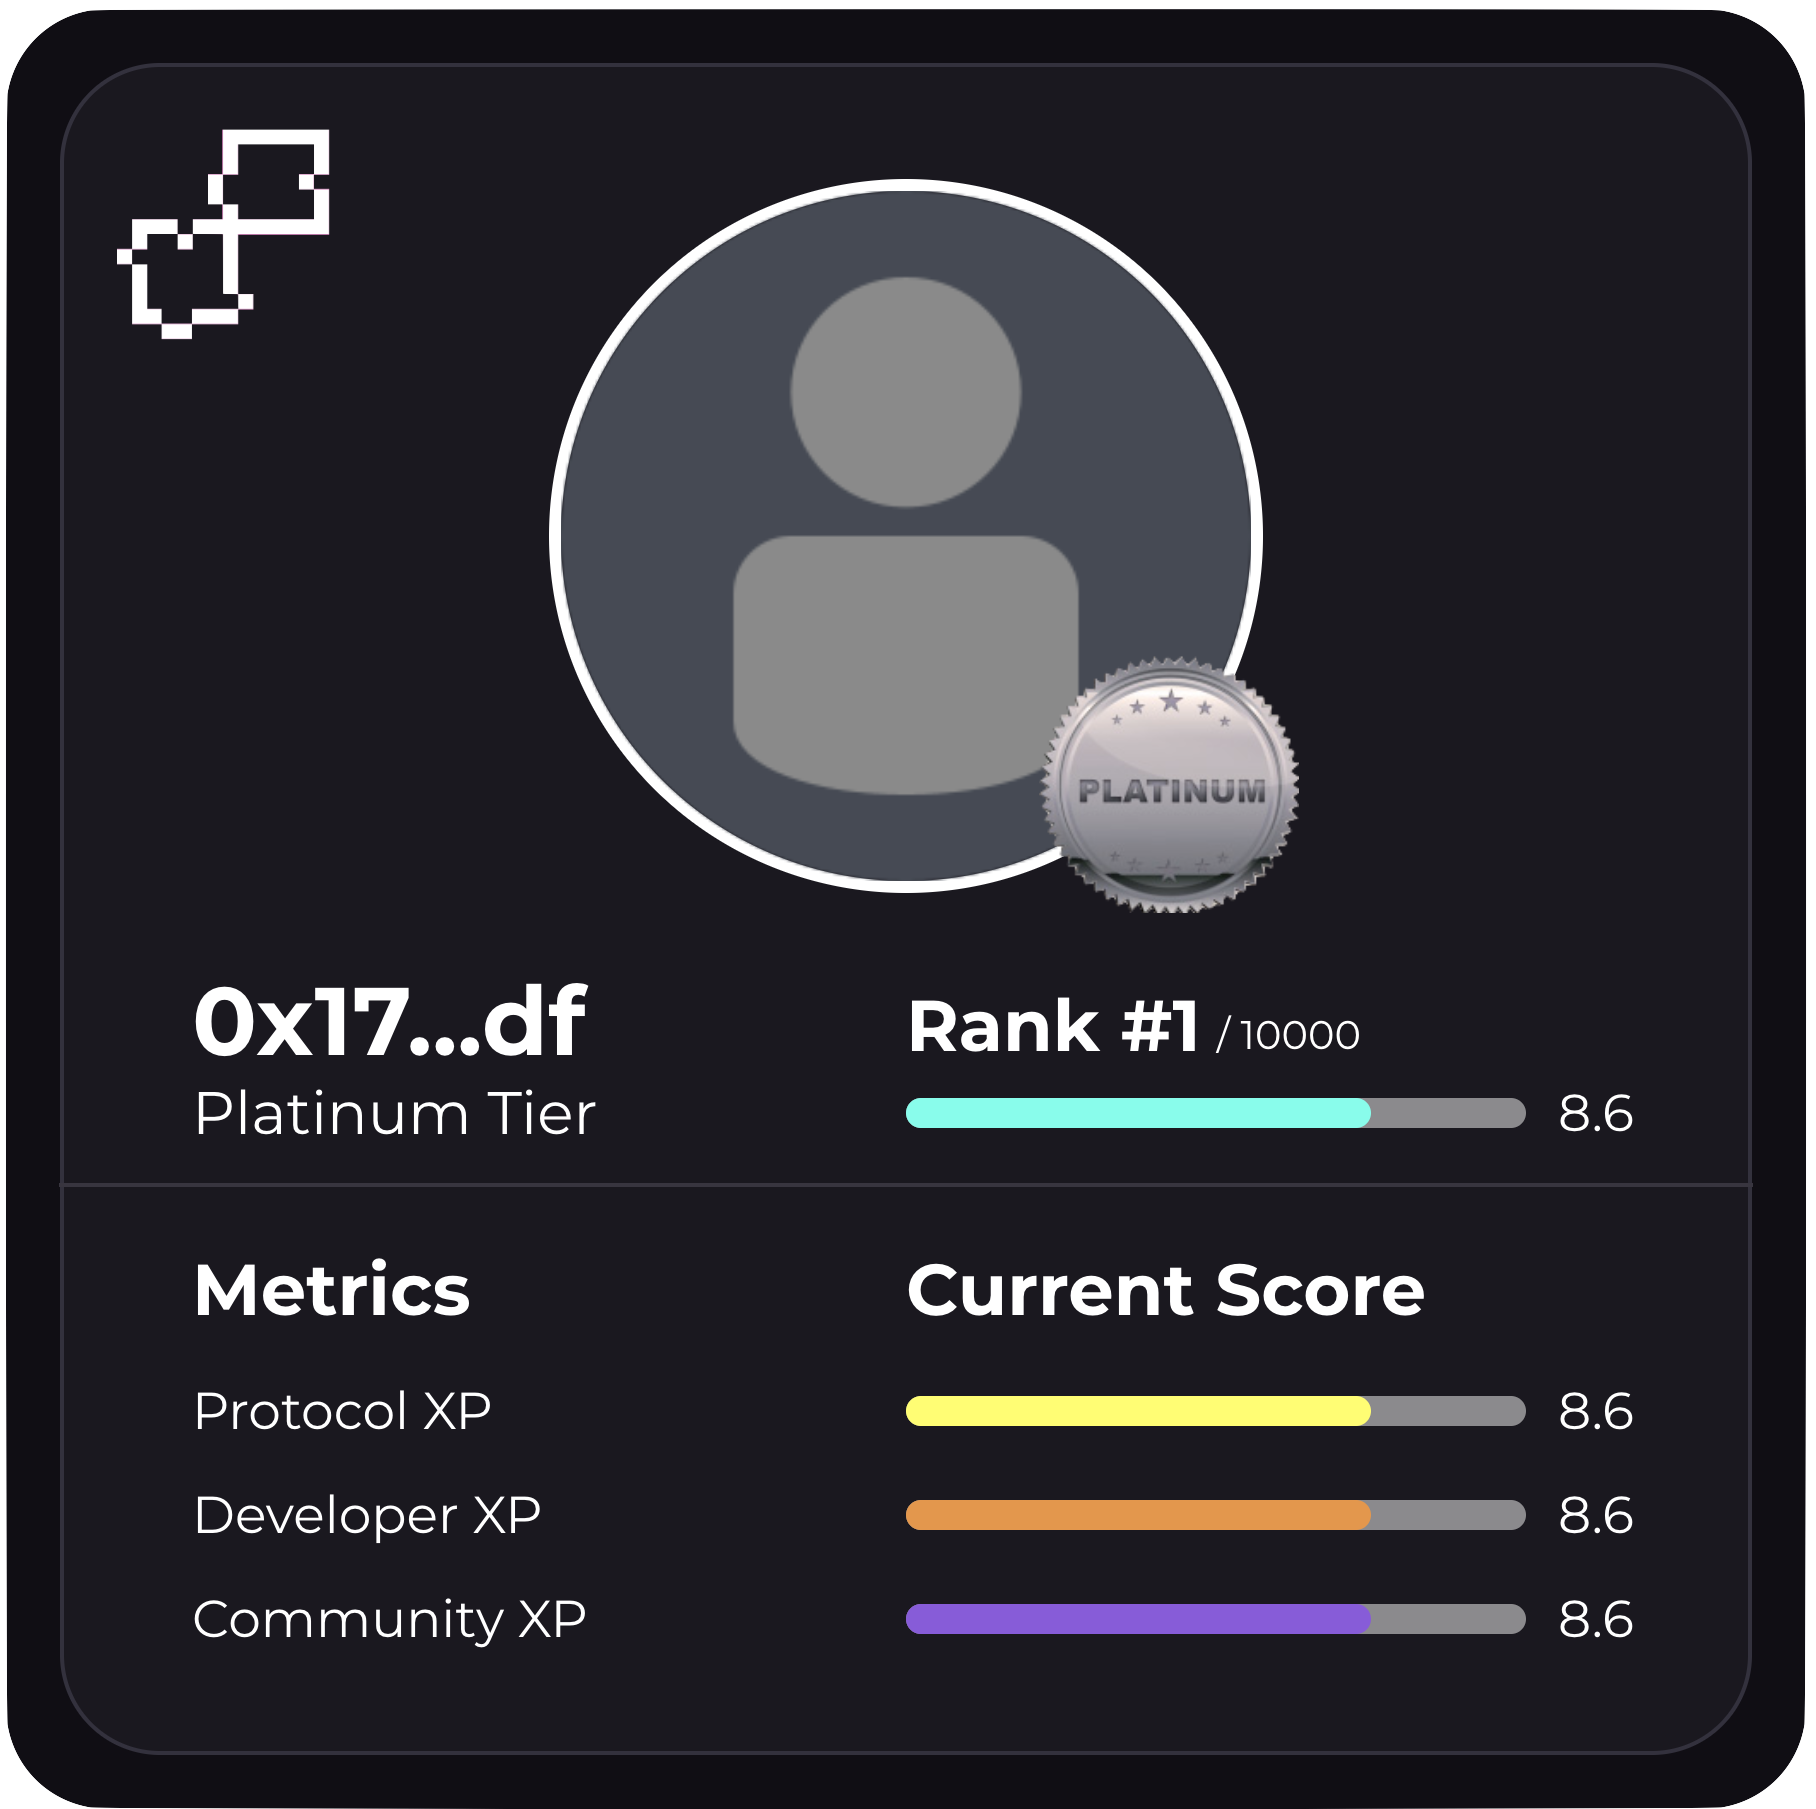 PLATINUM
0x17...df
Platinum Tier
Rank #1 / 10000
8.6
Metrics
Current Score
Protocol XP
8.6
Developer XP
8.6
Community XP
8.6